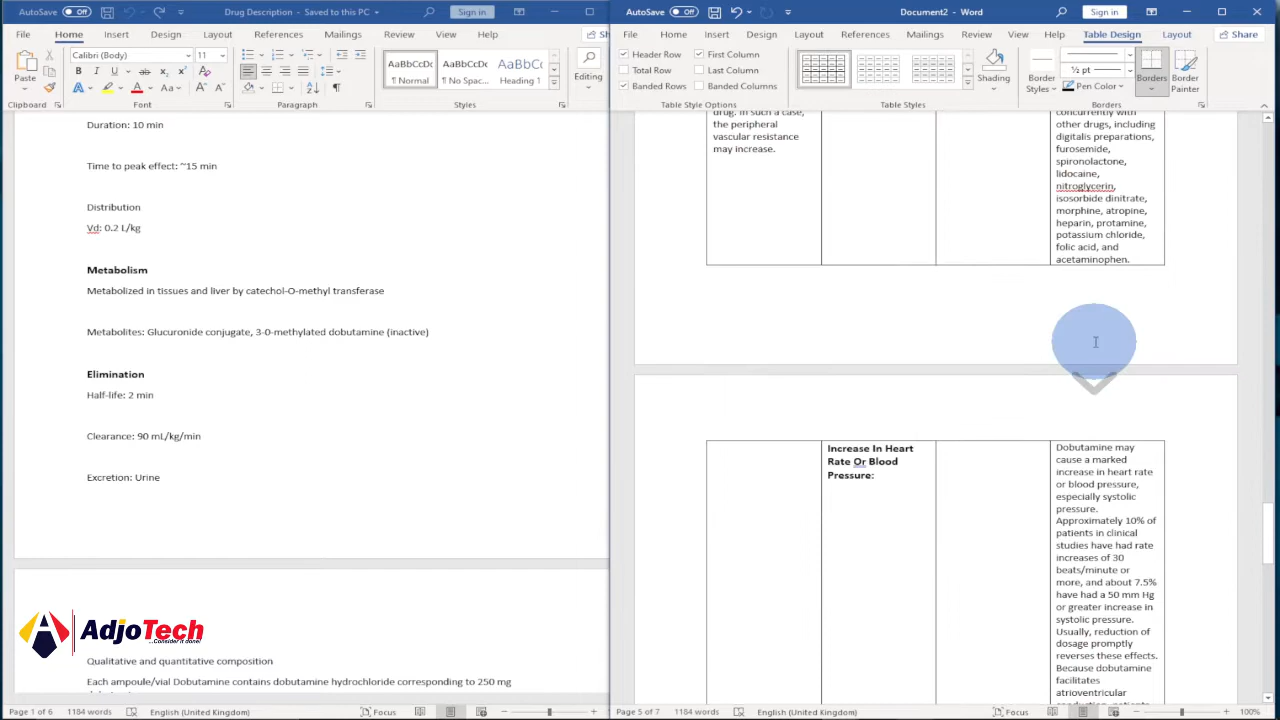 AutoSave Off Drug Description - Saved to this PC Sign in
File Home Insert Design Layout References Mailings Review View Help Sh
Paste
Clipboard
Calibri (Body) 11
Font
Paragraph
AaBbCcDc AaBbCcDc AaBbC
¶ Normal ¶ No Spac... Heading 1
Styles
Editing
Duration: 10 min
Time to peak effect: ~15 min
Distribution
Vd: 0.2 L/kg
Metabolism
Metabolized in tissues and liver by catechol-O-methyl transferase
Metabolites: Glucuronide conjugate, 3-0-methylated dobutamine (inactive)
Elimination
Half-life: 2 min
Clearance: 90 mL/kg/min
Excretion: Urine
AdjoTech
...Consider it done!
Qualitative and quantitative composition
Each ampoule/vial Dobutamine contains dobutamine hydrochloride corresponding to 250 mg
Page 1 of 6 1184 words English (United Kingdom) Focus
AutoSave Off Document2 - Word Sign in
File Home Insert Design Layout References Mailings Review View Help Table Design Layout Share
Header Row First Column
Total Row Last Column
Banded Rows Banded Columns
Table Style Options
Table Styles
Shading
Border Styles
½ pt
Pen Color
Borders
Border Painter
Borders
drug. In such a case,
the peripheral
vascular resistance
may increase.
concurrently with
other drugs, including
digitalis preparations,
furosemide,
spironolactone,
lidocaine,
nitroglycerin,
isosorbide dinitrate,
morphine, atropine,
heparin, protamine,
potassium chloride,
folic acid, and
acetaminophen.
Increase In Heart
Rate Or Blood
Pressure:
Dobutamine may
cause a marked
increase in heart rate
or blood pressure,
especially systolic
pressure.
Approximately 10% of
patients in clinical
studies have had rate
increases of 30
beats/minute or
more, and about 7.5%
have had a 50 mm Hg
or greater increase in
systolic pressure.
Usually, reduction of
dosage promptly
reverses these effects.
Because dobutamine
facilitates
atrioventricular
Page 5 of 7 1184 words English (United Kingdom) Focus 100%